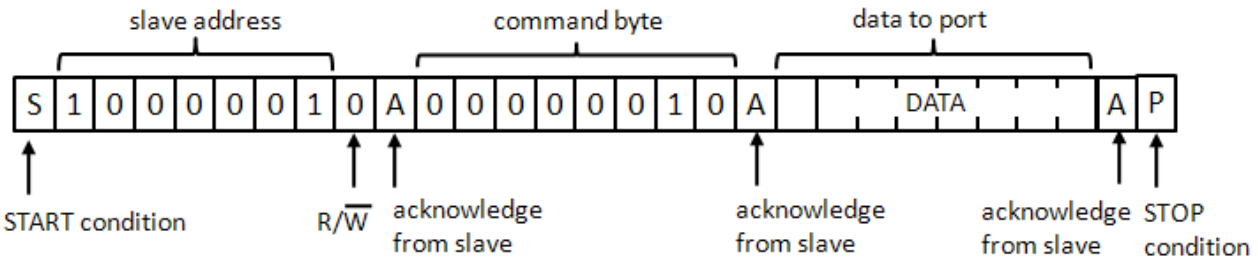 slave address command byte data to port
S 1 0 0 0 0 0 1 0 A 0 0 0 0 0 0 1 0 A DATA A P
START condition R/W̅ acknowledge from slave acknowledge from slave acknowledge from slave STOP condition